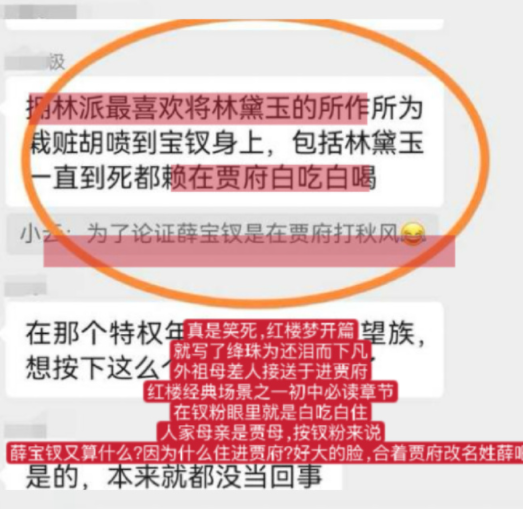 级
拥林派最喜欢将林黛玉的所作所为
栽赃胡喷到宝钗身上，包括林黛玉
一直到死都赖在贾府白吃白喝
小云：为了论证薛宝钗是在贾府打秋风😂
在那个特权年
望族，
想按下这么
真是笑死,红楼梦开篇
就写了绛珠为还泪而下凡
外祖母差人接送于进贾府
红楼经典场景之一初中必读章节
在钗粉眼里就是白吃白住
人家母亲是贾母,按钗粉来说
薛宝钗又算什么?因为什么住进贾府?好大的脸,合着贾府改名姓薛
是的，本来就都没当回事